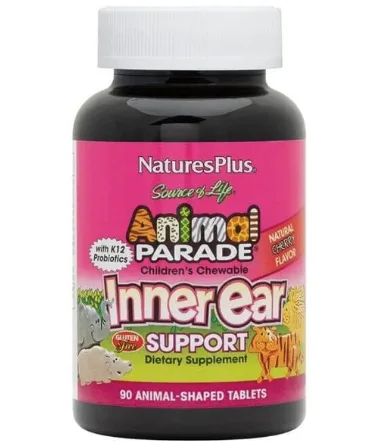 NaturesPlus®
Source of Life®
Animal
PARADE®
with K12
Probiotics
NATURAL
CHERRY
FLAVOR
Children's Chewable
Inner Ear
GLUTEN
Free
SUPPORT
Dietary Supplement
90 ANIMAL-SHAPED TABLETS